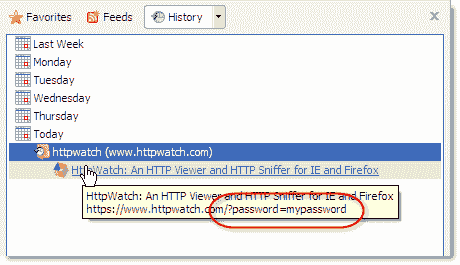 Favorites Feeds History
Last Week
Monday
Tuesday
Wednesday
Thursday
Today
httpwatch (www.httpwatch.com)
HttpWatch: An HTTP Viewer and HTTP Sniffer for IE and Firefox
HttpWatch: An HTTP Viewer and HTTP Sniffer for IE and Firefox
https://www.httpwatch.com/?password=mypassword